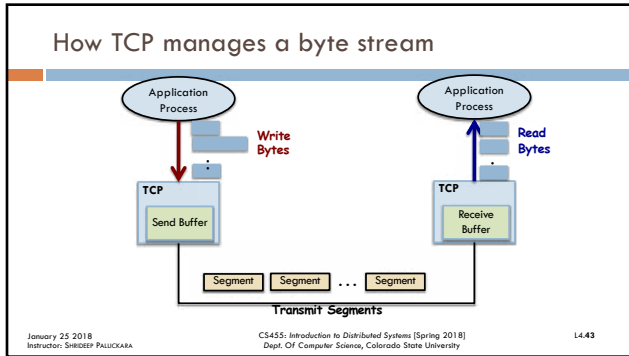 How TCP manages a byte stream
Application
Process
Application
Process
Write
Bytes
Read
Bytes
TCP
Send Buffer
TCP
Receive
Buffer
Segment Segment ... Segment
Transmit Segments
January 25 2018
Instructor: SHRIDEEP PALLICKARA
CS455: Introduction to Distributed Systems [Spring 2018]
Dept. Of Computer Science, Colorado State University
L4.43